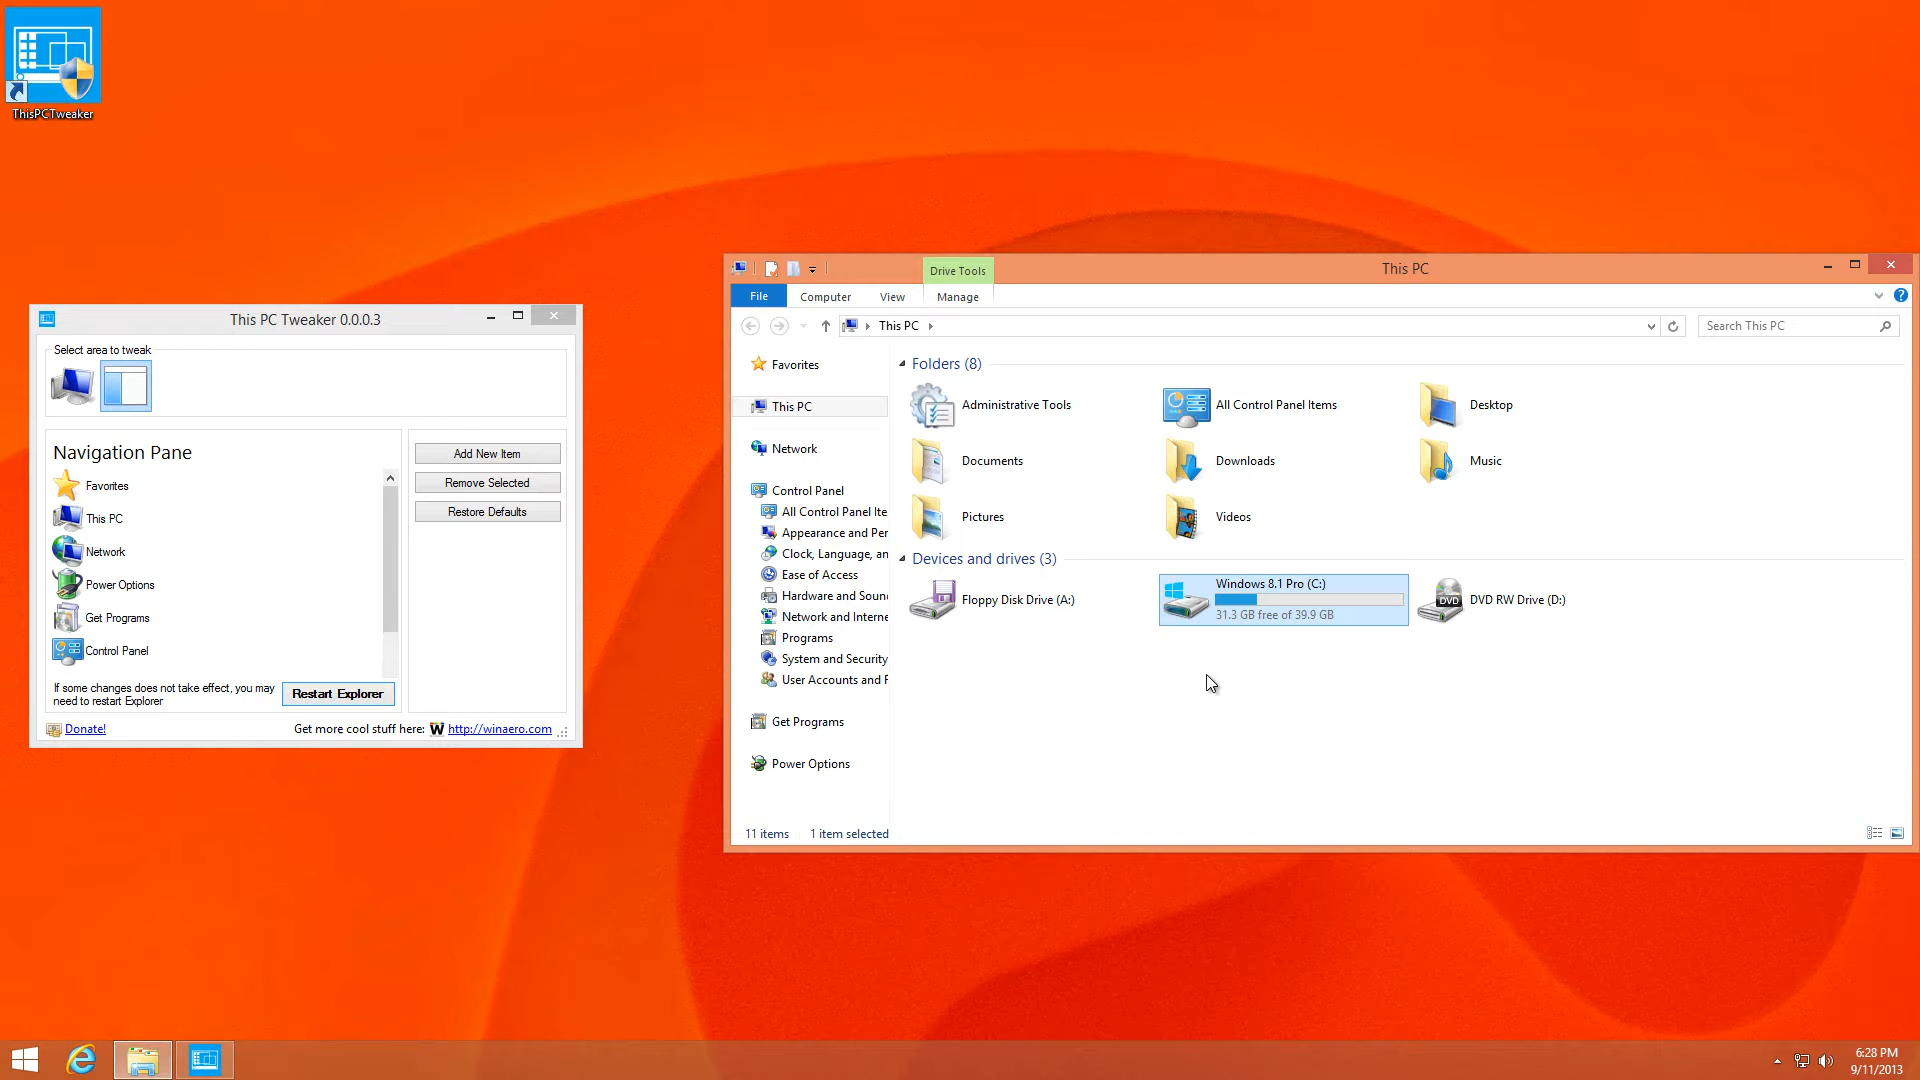 ThisPCTweaker
This PC Tweaker 0.0.0.3
Select area to tweak
Navigation Pane
Favorites
This PC
Network
Power Options
Get Programs
Control Panel
Add New Item
Remove Selected
Restore Defaults
If some changes does not take effect, you may
need to restart Explorer
Restart Explorer
Donate!
Get more cool stuff here: W http://winaero.com
Drive Tools
This PC
File
Computer
View
Manage
This PC
Search This PC
Favorites
This PC
Network
Control Panel
All Control Panel Ite
Appearance and Per
Clock, Language, an
Ease of Access
Hardware and Soun
Network and Interne
Programs
System and Security
User Accounts and F
Get Programs
Power Options
Folders (8)
Administrative Tools
All Control Panel Items
Desktop
Documents
Downloads
Music
Pictures
Videos
Devices and drives (3)
Floppy Disk Drive (A:)
Windows 8.1 Pro (C:)
31.3 GB free of 39.9 GB
DVD
DVD RW Drive (D:)
11 items
1 item selected
6:28 PM
9/11/2013